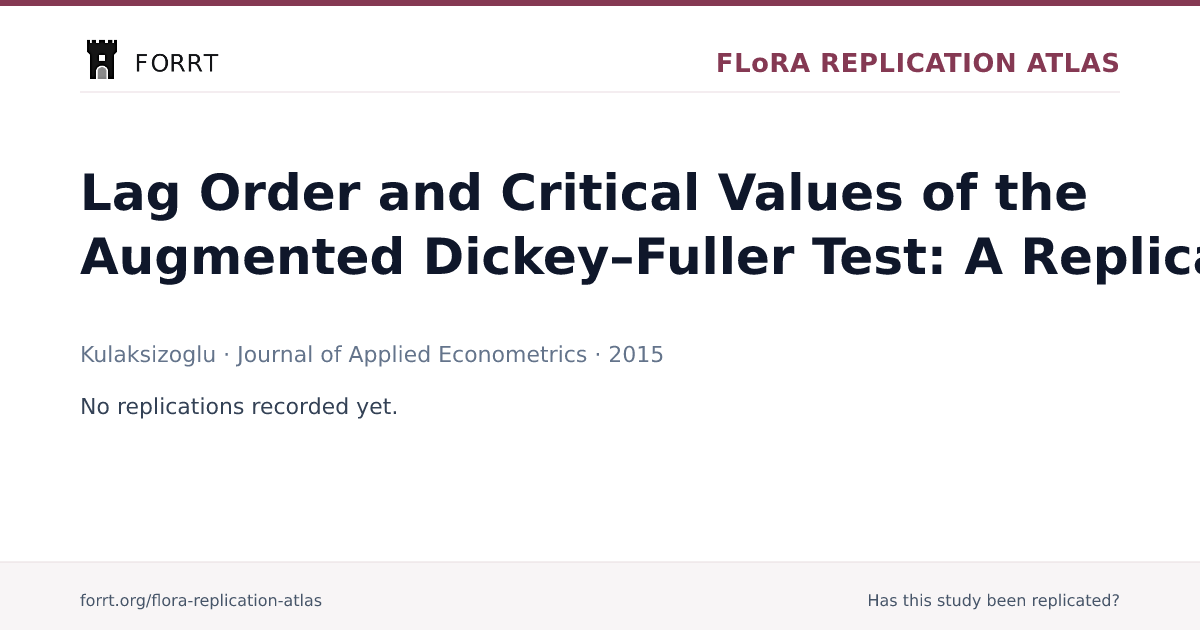 FORRT
FLoRA REPLICATION ATLAS
Lag Order and Critical Values of the
Augmented Dickey–Fuller Test: A Replica
Kulaksizoglu · Journal of Applied Econometrics · 2015
No replications recorded yet.
forrt.org/flora-replication-atlas
Has this study been replicated?